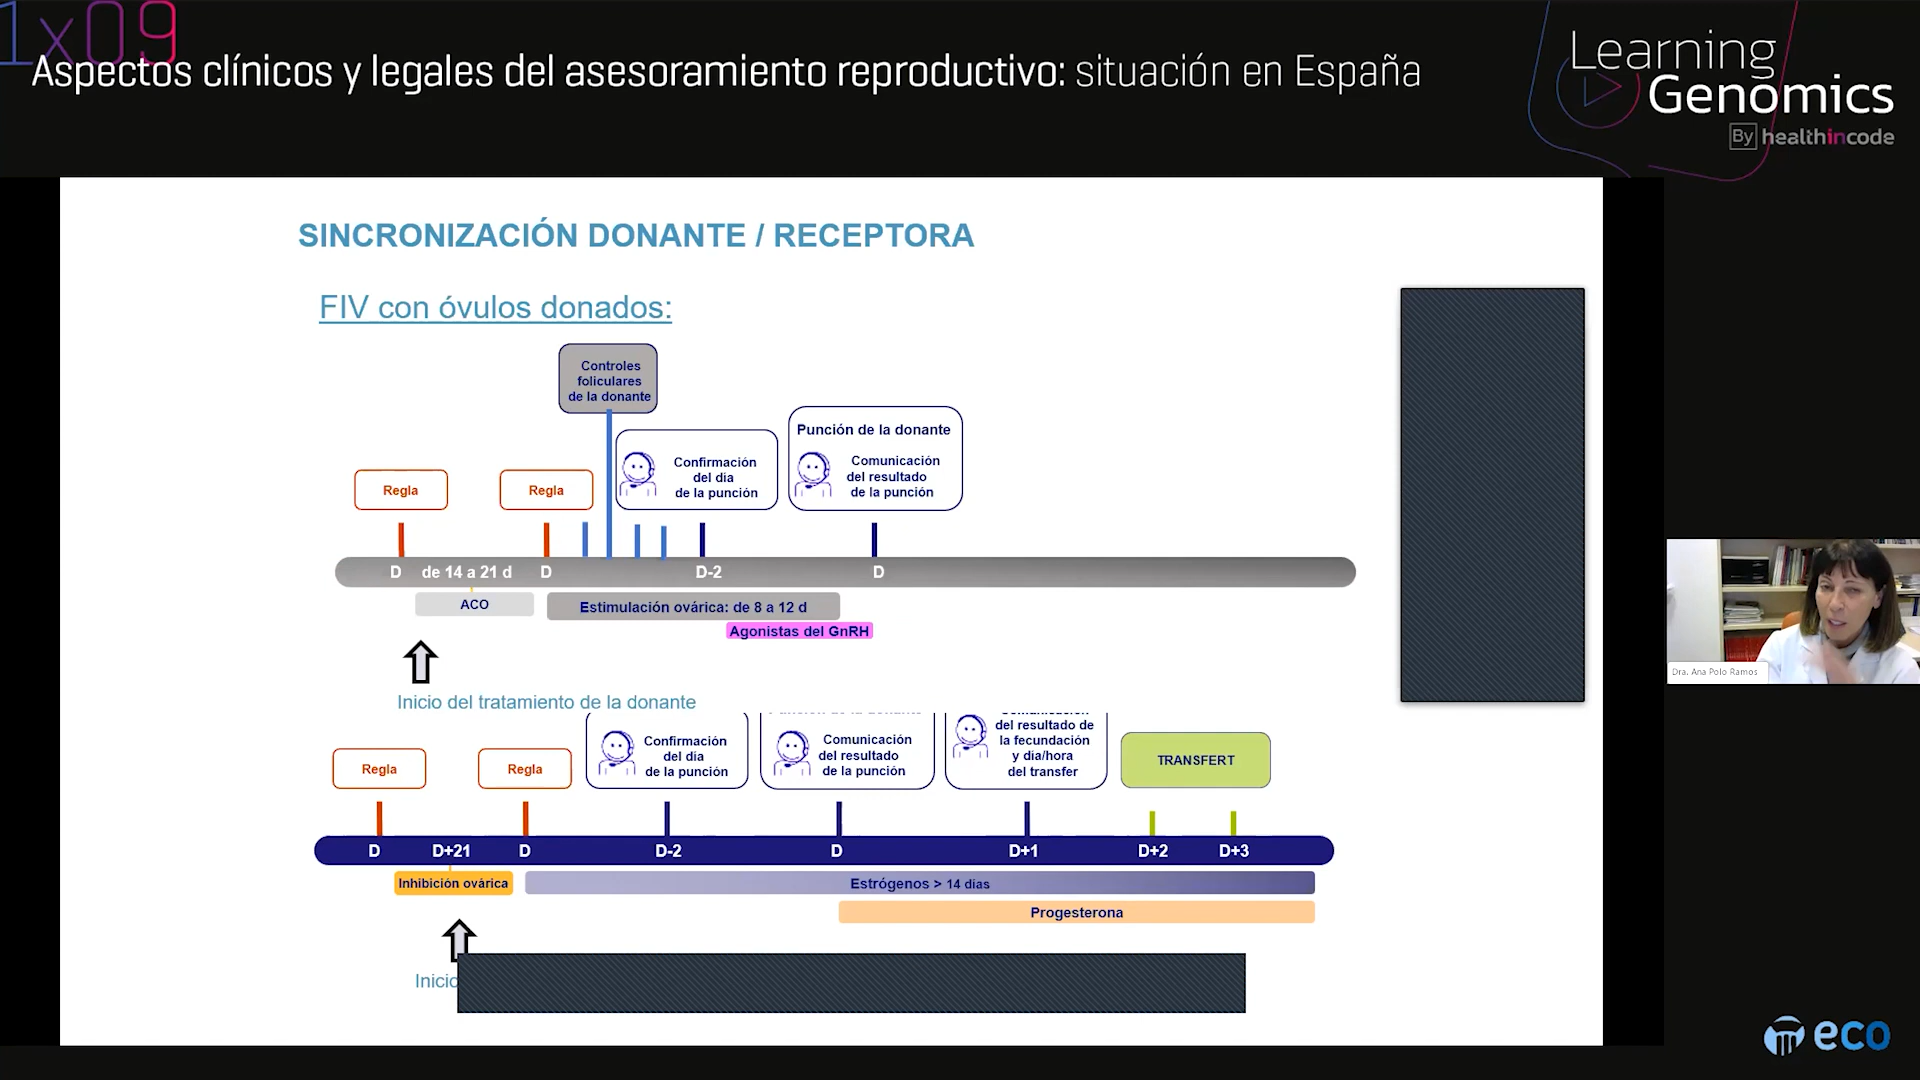 1x09
Aspectos clínicos y legales del asesoramiento reproductivo: situación en España
Learning
Genomics
By healthincode
SINCRONIZACIÓN DONANTE / RECEPTORA
FIV con óvulos donados:
Controles
foliculares
de la donante
Regla
Regla
Confirmación
del día
de la punción
Punción de la donante
Comunicación
del resultado
de la punción
D de 14 a 21 d D D-2 D
ACO
Estimulación ovárica: de 8 a 12 d
Agonistas del GnRH
Inicio del tratamiento de la donante
Regla
Regla
Confirmación
del día
de la punción
Comunicación
del resultado
de la punción
Comunicación
del resultado de
la fecundación
y día/hora
del transfer
TRANSFERT
D D+21 D D-2 D D+1 D+2 D+3
Inhibición ovárica
Estrógenos > 14 días
Progesterona
Inicio
Dra. Ana Polo Ramos
eco